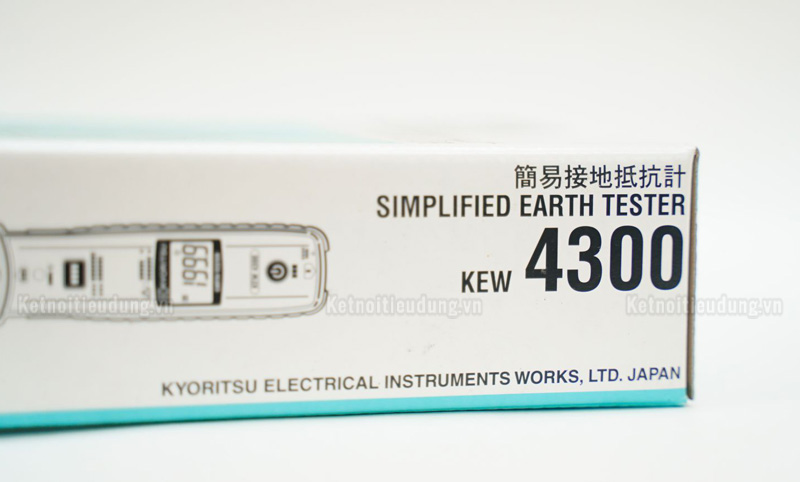 簡易接地抵抗計
SIMPLIFIED EARTH TESTER
KEW 4300
Ketnoitieudung.vn Ketnoitieudung.vn Ketnoitieudung.vn
KYORITSU ELECTRICAL INSTRUMENTS WORKS, LTD. JAPAN